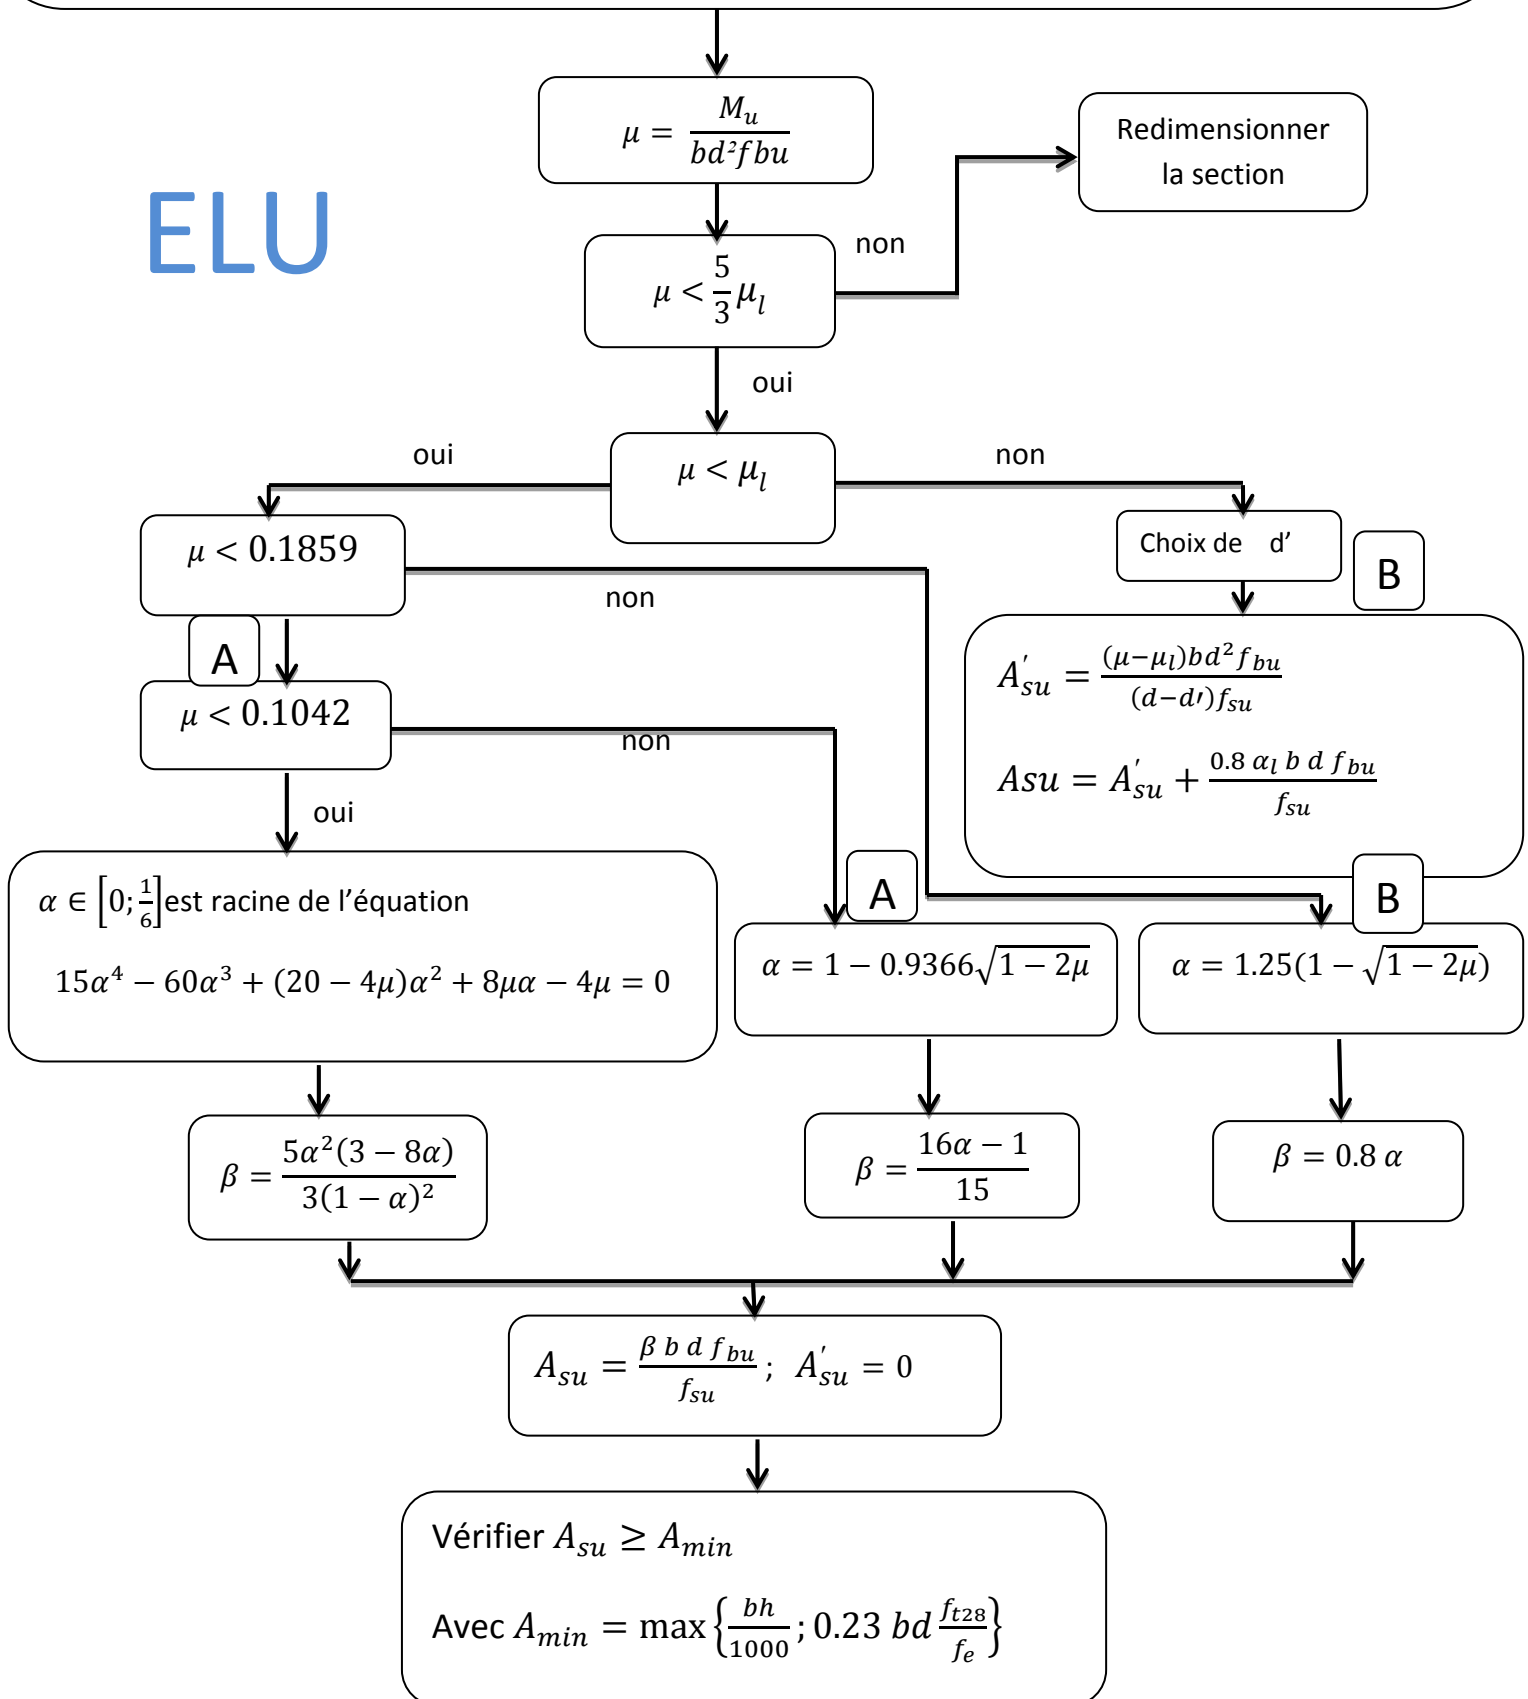 μ = M_u / bd²fbu
Redimensionner
la section
ELU
non
μ < 5/3 μ_l
oui
oui
μ < μ_l
non
μ < 0.1859
non
Choix de d’
B
A
μ < 0.1042
non
A'_su = (μ−μ_l)bd²f_bu / (d−d′)f_su
Asu = A'_su + 0.8 α_l b d f_bu / f_su
oui
α ∈ [0; 1/6] est racine de l’équation
15α⁴ − 60α³ + (20 − 4μ)α² + 8μα − 4μ = 0
A
α = 1 − 0.9366√(1 − 2μ)
B
α = 1.25(1 − √(1 − 2μ))
β = 5α²(3 − 8α) / 3(1 − α)²
β = 16α − 1 / 15
β = 0.8 α
A_su = β b d f_bu / f_su ; A'_su = 0
Vérifier A_su ≥ A_min
Avec A_min = max {bh/1000 ; 0.23 bd f_t28/f_e}